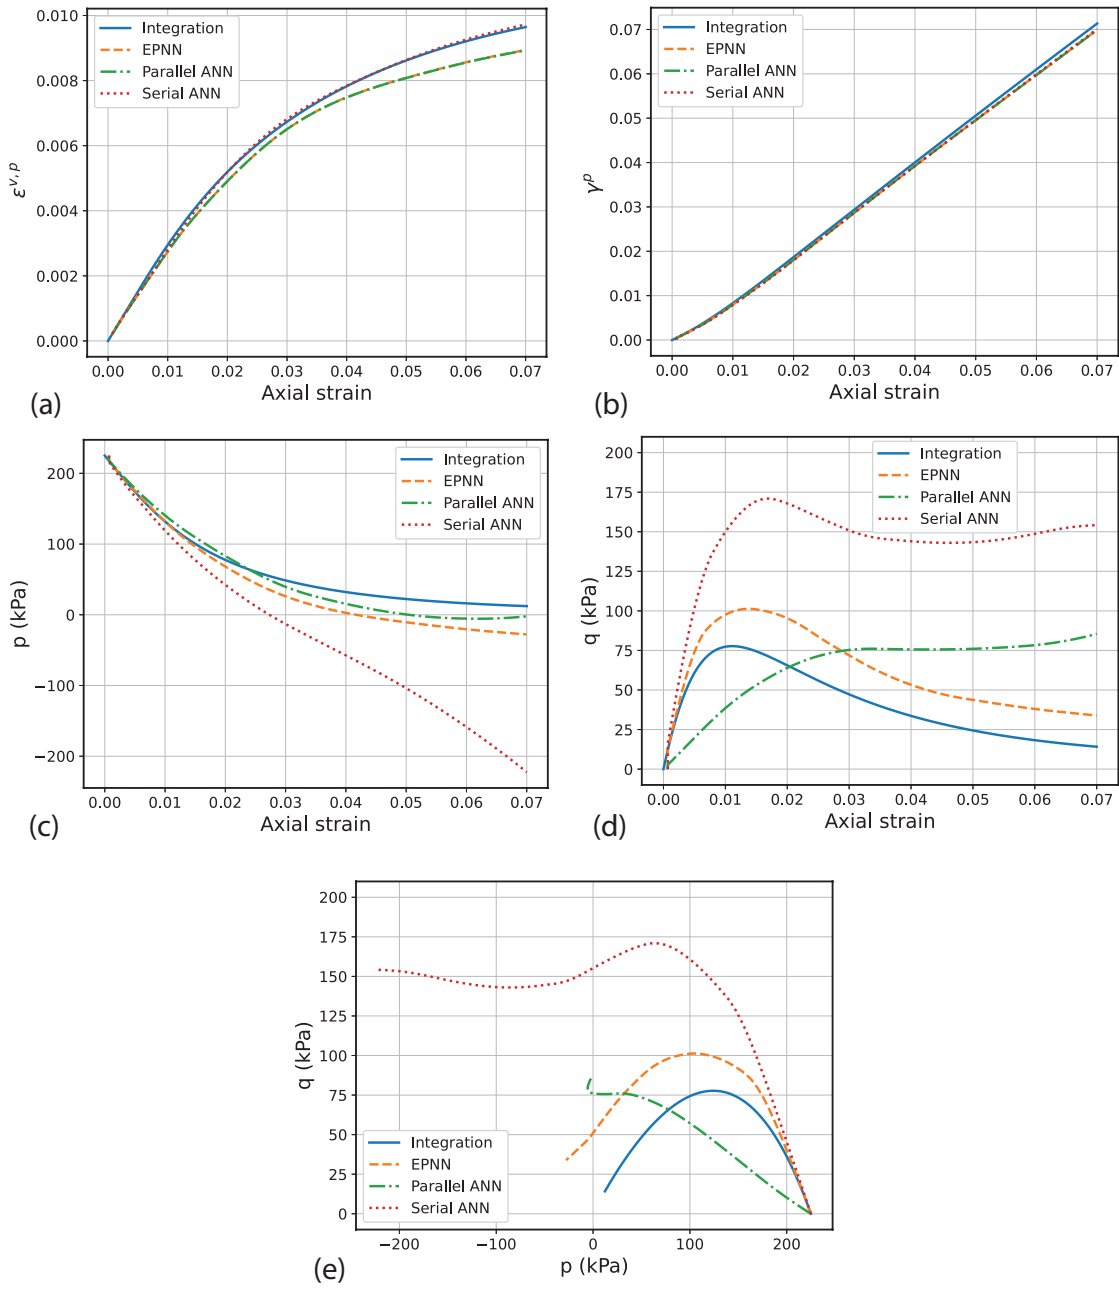 0.010
0.008
0.006
0.004
0.002
0.000
ε^{v, p}
Integration
EPNN
Parallel ANN
Serial ANN
0.00 0.01 0.02 0.03 0.04 0.05 0.06 0.07
Axial strain
(a)
0.07
0.06
0.05
0.04
0.03
0.02
0.01
0.00
γ^p
Integration
EPNN
Parallel ANN
Serial ANN
0.00 0.01 0.02 0.03 0.04 0.05 0.06 0.07
Axial strain
(b)
200
100
0
−100
−200
p (kPa)
Integration
EPNN
Parallel ANN
Serial ANN
0.00 0.01 0.02 0.03 0.04 0.05 0.06 0.07
Axial strain
(c)
200
175
150
125
100
75
50
25
0
q (kPa)
Integration
EPNN
Parallel ANN
Serial ANN
0.00 0.01 0.02 0.03 0.04 0.05 0.06 0.07
Axial strain
(d)
200
175
150
125
100
75
50
25
0
q (kPa)
Integration
EPNN
Parallel ANN
Serial ANN
−200 −100 0 100 200
p (kPa)
(e)